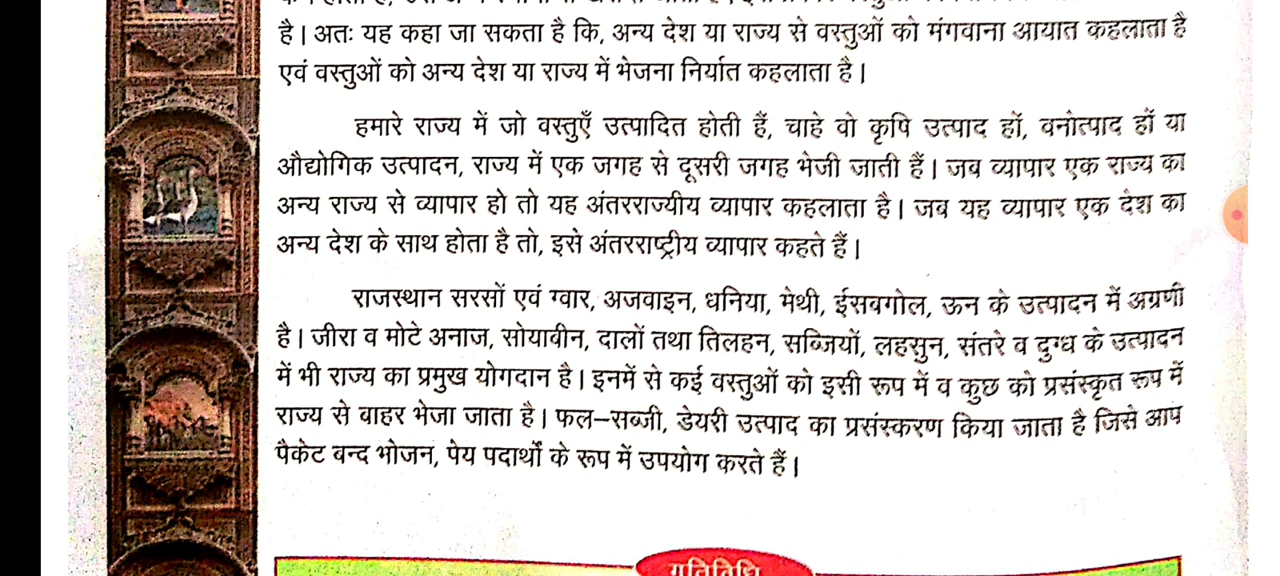 है। अतः यह कहा जा सकता है कि, अन्य देश या राज्य से वस्तुओं को मंगवाना आयात कहलाता है
एवं वस्तुओं को अन्य देश या राज्य में भेजना निर्यात कहलाता है।
हमारे राज्य में जो वस्तुएँ उत्पादित होती हैं, चाहे वो कृषि उत्पाद हों, वनोत्पाद हों या
औद्योगिक उत्पादन, राज्य में एक जगह से दूसरी जगह भेजी जाती हैं। जब व्यापार एक राज्य का
अन्य राज्य से व्यापार हो तो यह अंतरराज्यीय व्यापार कहलाता है। जब यह व्यापार एक देश का
अन्य देश के साथ होता है तो, इसे अंतरराष्ट्रीय व्यापार कहते हैं।
राजस्थान सरसों एवं ग्वार, अजवाइन, धनिया, मेथी, ईसबगोल, ऊन के उत्पादन में अग्रणी
है। जीरा व मोटे अनाज, सोयाबीन, दालों तथा तिलहन, सब्जियों, लहसुन, संतरे व दुग्ध के उत्पादन
में भी राज्य का प्रमुख योगदान है। इनमें से कई वस्तुओं को इसी रूप में व कुछ को प्रसंस्कृत रूप में
राज्य से बाहर भेजा जाता है। फल–सब्जी, डेयरी उत्पाद का प्रसंस्करण किया जाता है जिसे आप
पैकेट बन्द भोजन, पेय पदार्थों के रूप में उपयोग करते हैं।
गतिविधि